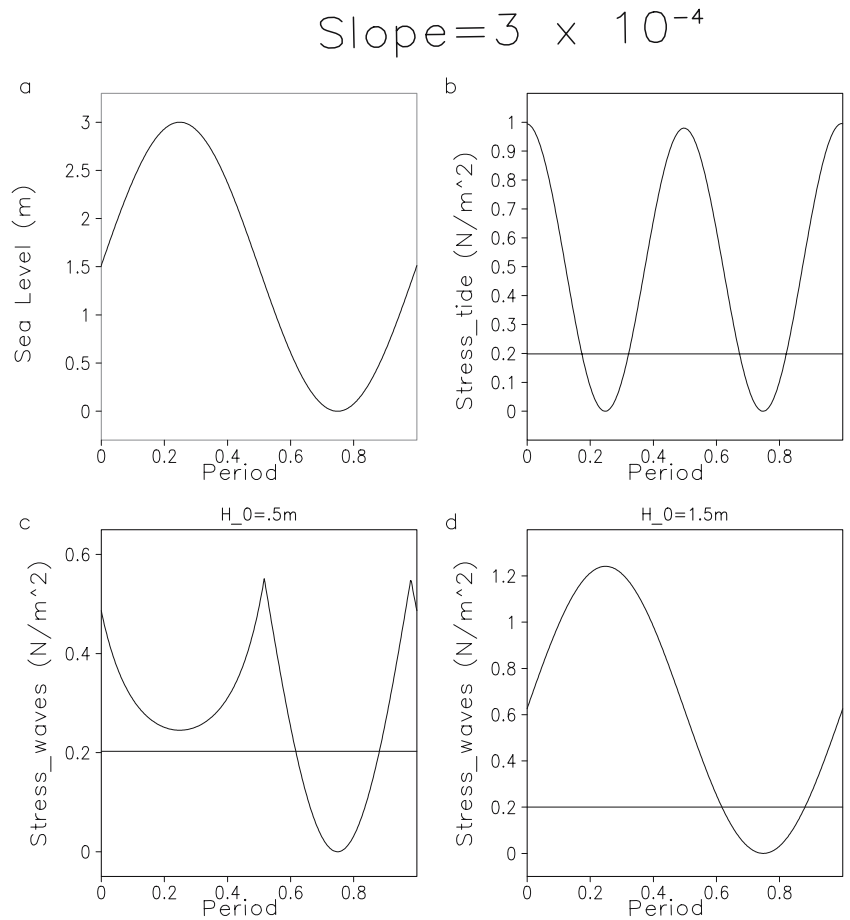 Slope=3 x 10⁻⁴
a
Sea Level (m)
3
2.5
2
1.5
1
0.5
0
0 0.2 0.4 0.6 0.8
Period
b
Stress_tide (N/m^2)
1
0.9
0.8
0.7
0.6
0.5
0.4
0.3
0.2
0.1
0
0 0.2 0.4 0.6 0.8
Period
c
H_0=.5m
Stress_waves (N/m^2)
0.6
0.4
0.2
0
0 0.2 0.4 0.6 0.8
Period
d
H_0=1.5m
Stress_waves (N/m^2)
1.2
1
0.8
0.6
0.4
0.2
0
0 0.2 0.4 0.6 0.8
Period